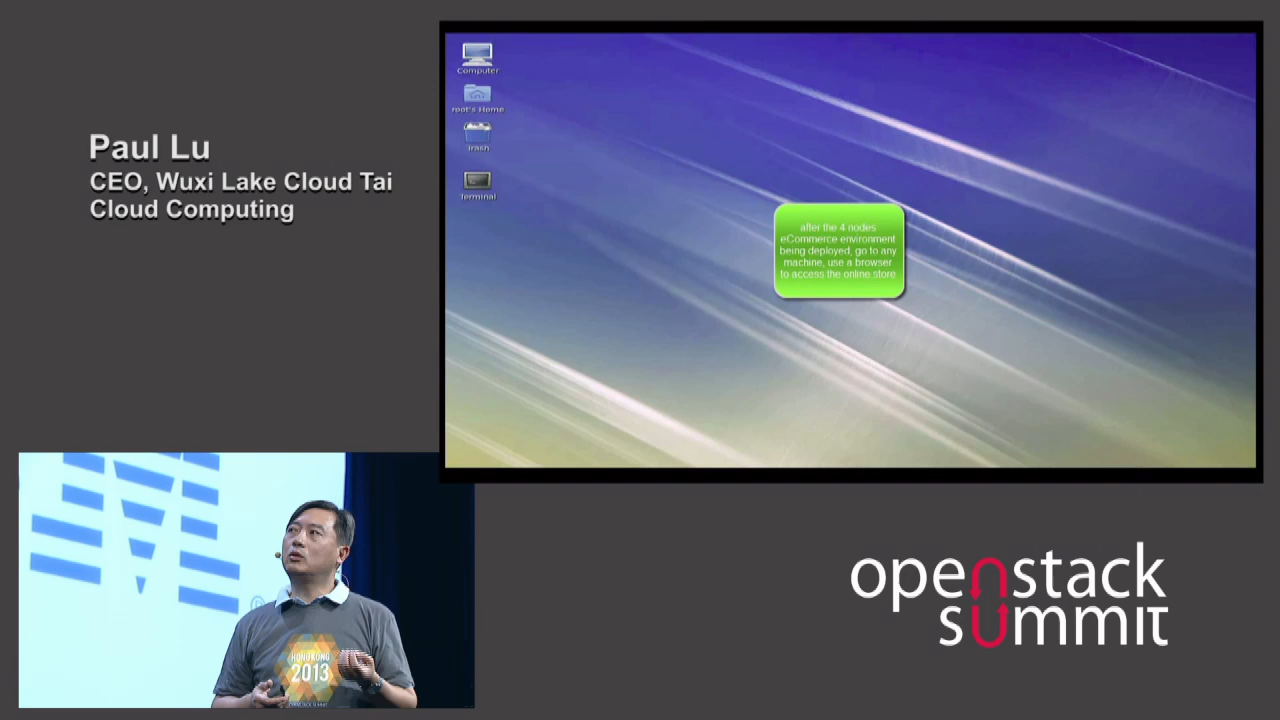 Paul Lu
CEO, Wuxi Lake Cloud Tai
Cloud Computing
Computer
root's Home
Trash
Terminal
after the 4 nodes
eCommerce environment
being deployed, go to any
machine, use a browser
to access the online store
HONG KONG
2013
openstack
summit